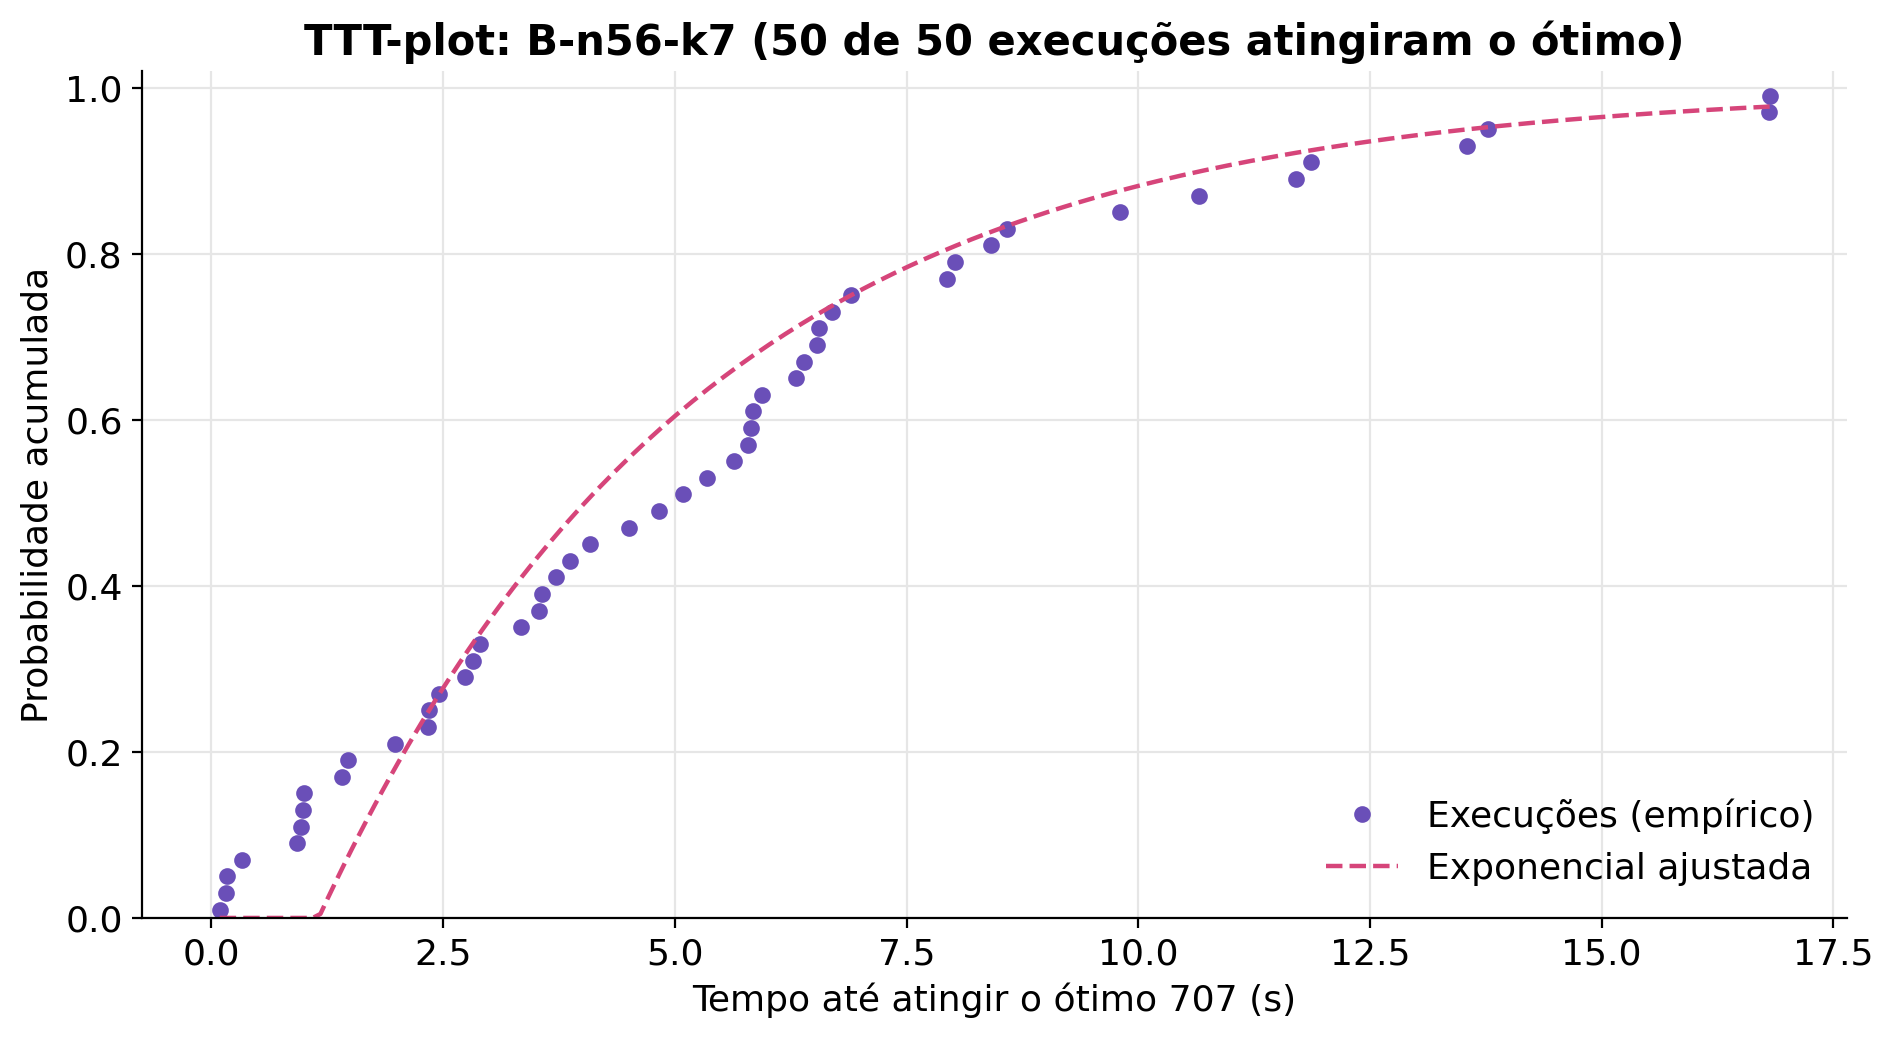 TTT-plot: B-n56-k7 (50 de 50 execuções atingiram o ótimo)
Probabilidade acumulada
1.0
0.8
0.6
0.4
0.2
0.0
Execuções (empírico)
Exponencial ajustada
0.0 2.5 5.0 7.5 10.0 12.5 15.0 17.5
Tempo até atingir o ótimo 707 (s)